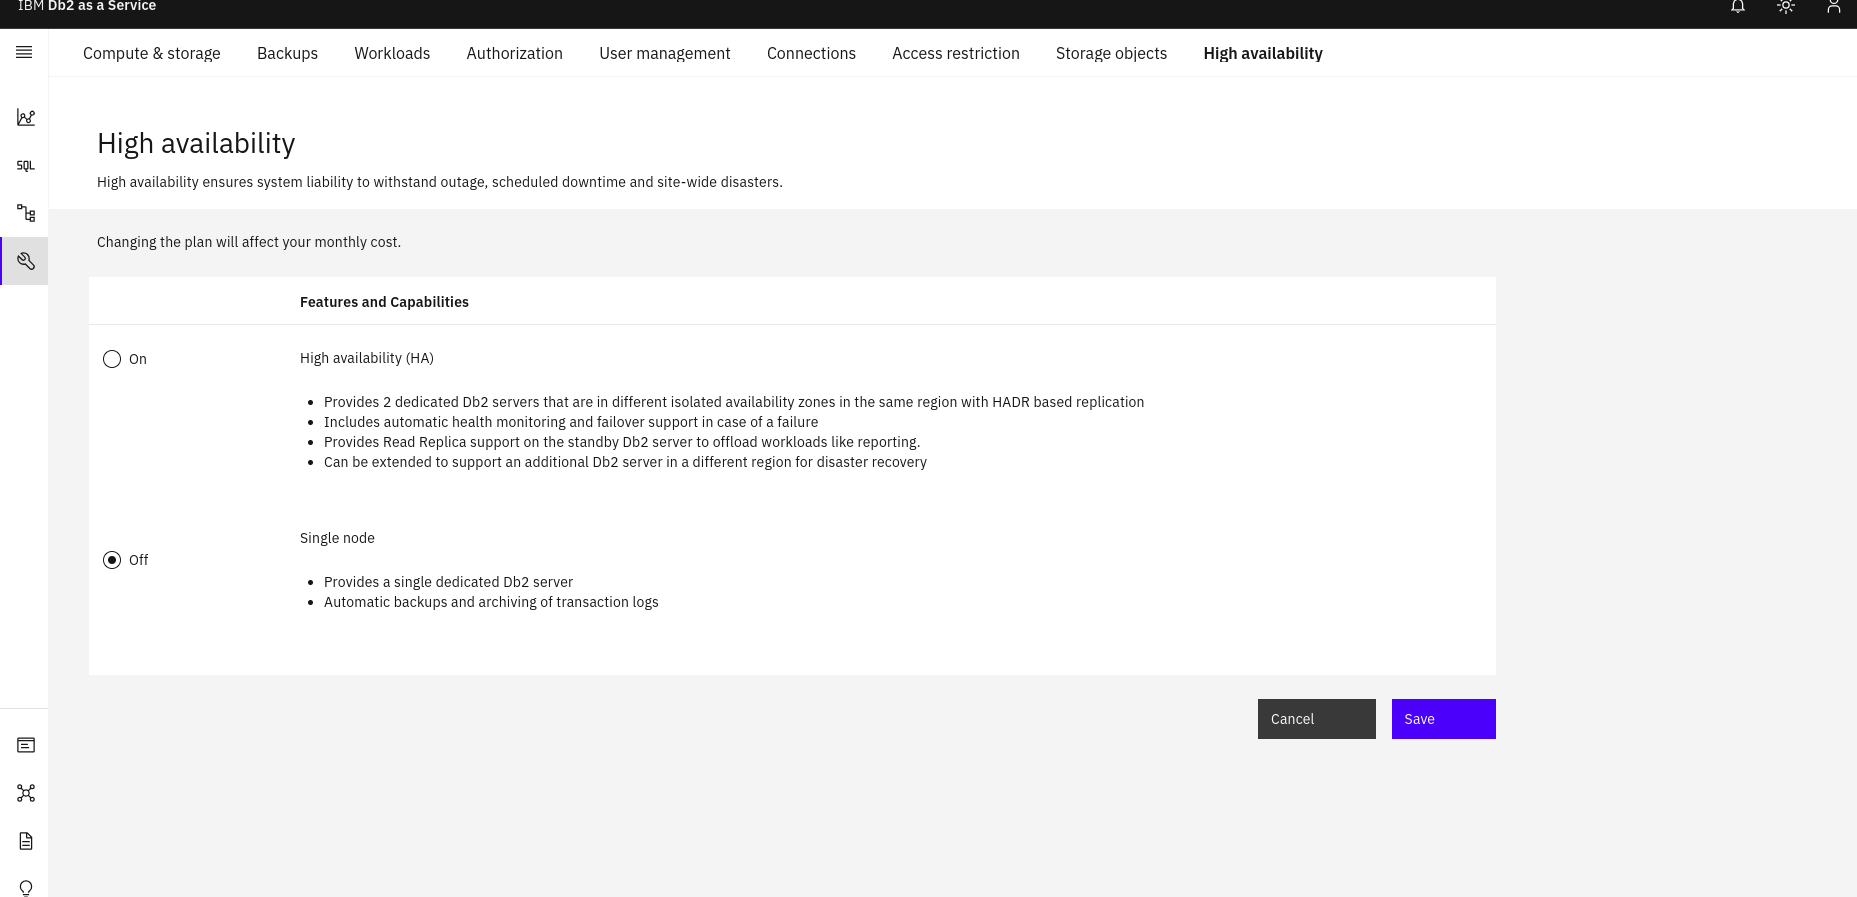 IBM Db2 as a Service
Compute & storage Backups Workloads Authorization User management Connections Access restriction Storage objects High availability
SQL
High availability
High availability ensures system liability to withstand outage, scheduled downtime and site-wide disasters.
Changing the plan will affect your monthly cost.
Features and Capabilities
On
High availability (HA)
• Provides 2 dedicated Db2 servers that are in different isolated availability zones in the same region with HADR based replication
• Includes automatic health monitoring and failover support in case of a failure
• Provides Read Replica support on the standby Db2 server to offload workloads like reporting.
• Can be extended to support an additional Db2 server in a different region for disaster recovery
Off
Single node
• Provides a single dedicated Db2 server
• Automatic backups and archiving of transaction logs
Cancel Save